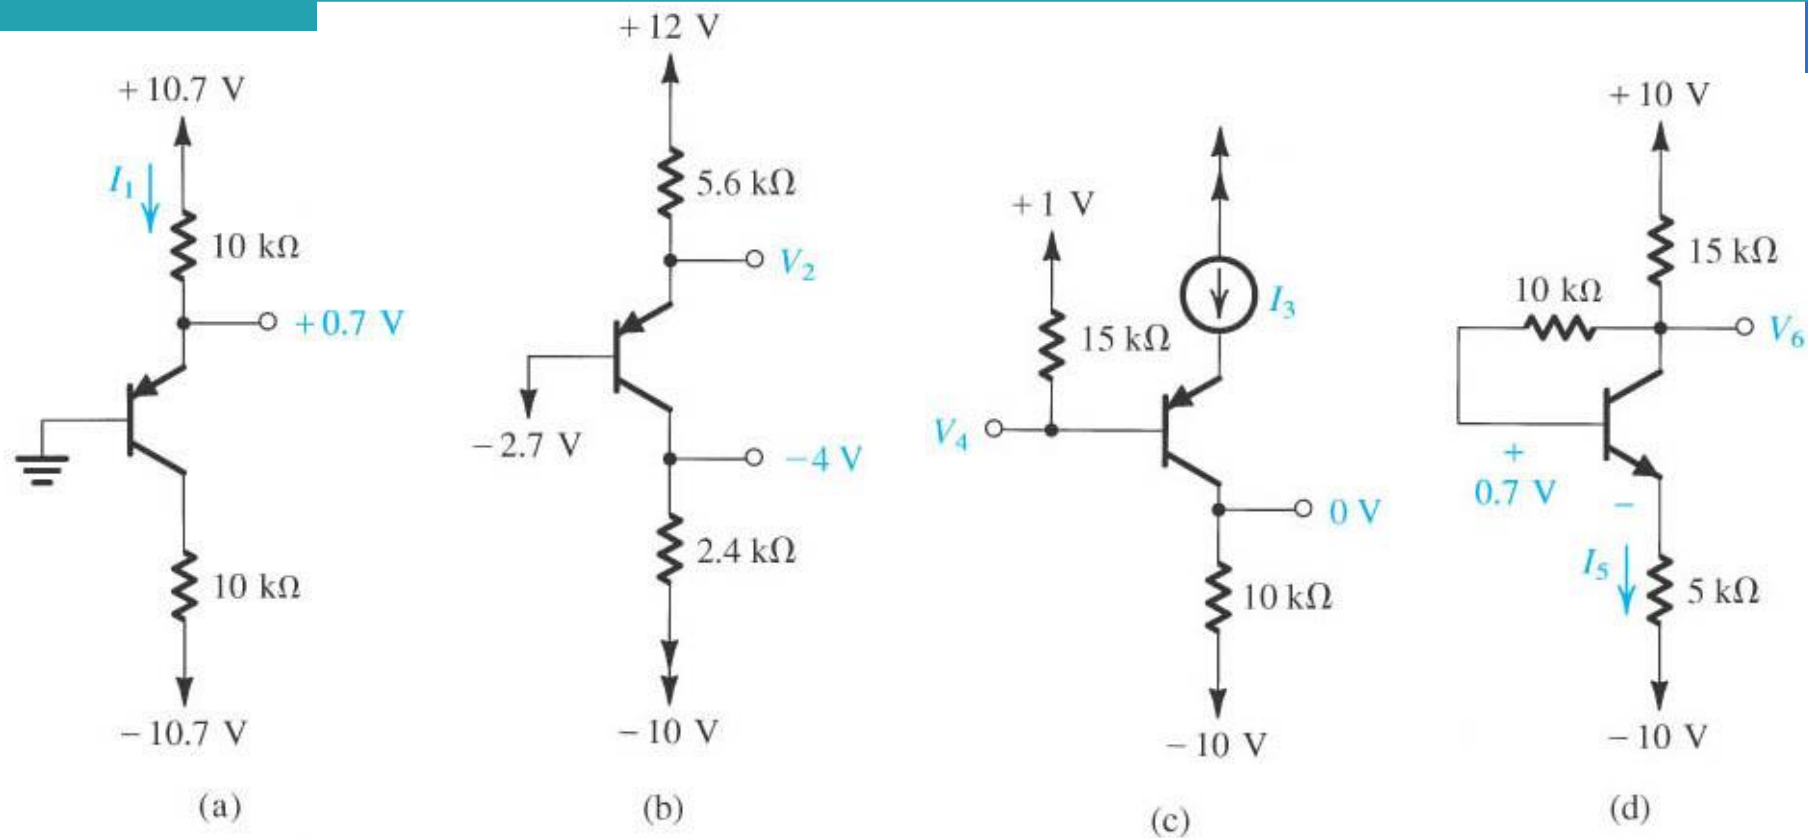 +10.7 V
I₁
10 kΩ
+0.7 V
10 kΩ
−10.7 V
(a)
+12 V
5.6 kΩ
V₂
−2.7 V
−4 V
2.4 kΩ
−10 V
(b)
+1 V
15 kΩ
I₃
V₄
0 V
10 kΩ
−10 V
(c)
+10 V
15 kΩ
10 kΩ
V₆
+
0.7 V
−
I₅
5 kΩ
−10 V
(d)